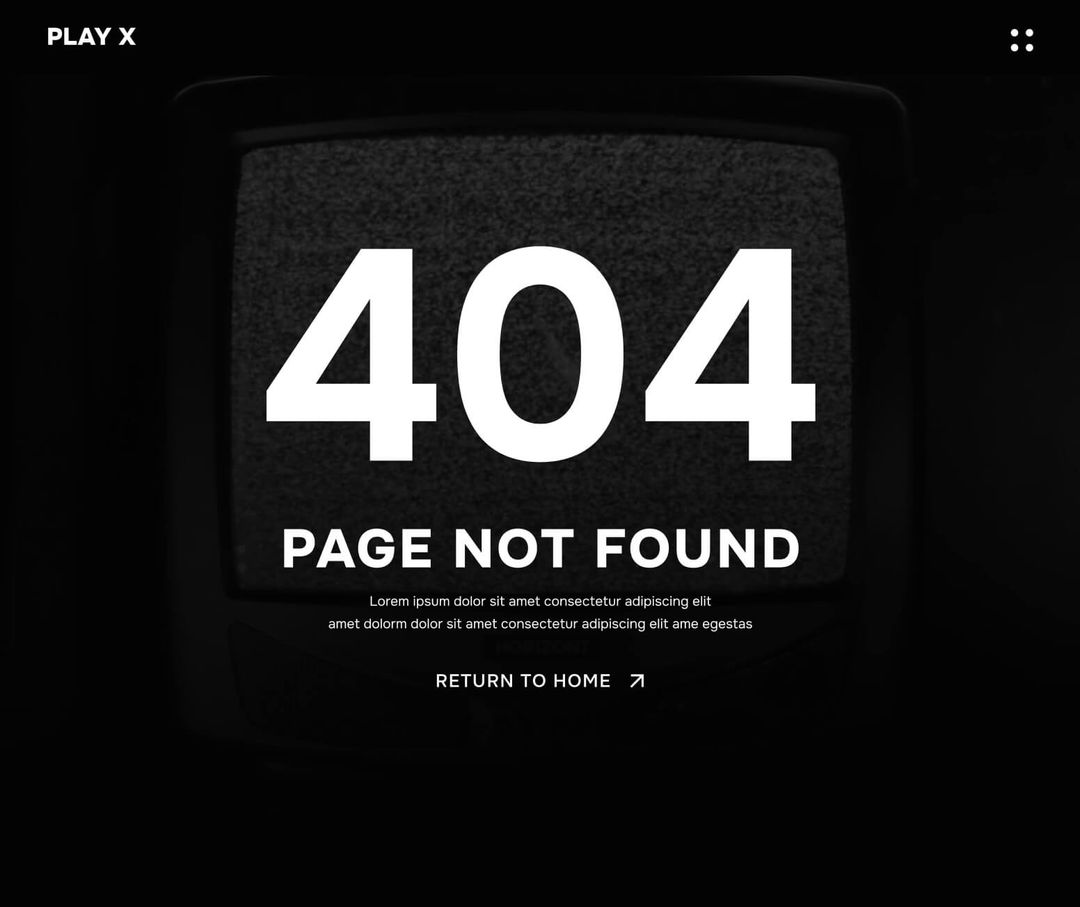 PLAY X
404
PAGE NOT FOUND
Lorem ipsum dolor sit amet consectetur adipiscing elit
amet dolorm dolor sit amet consectetur adipiscing elit ame egestas
HORIZONT
RETURN TO HOME